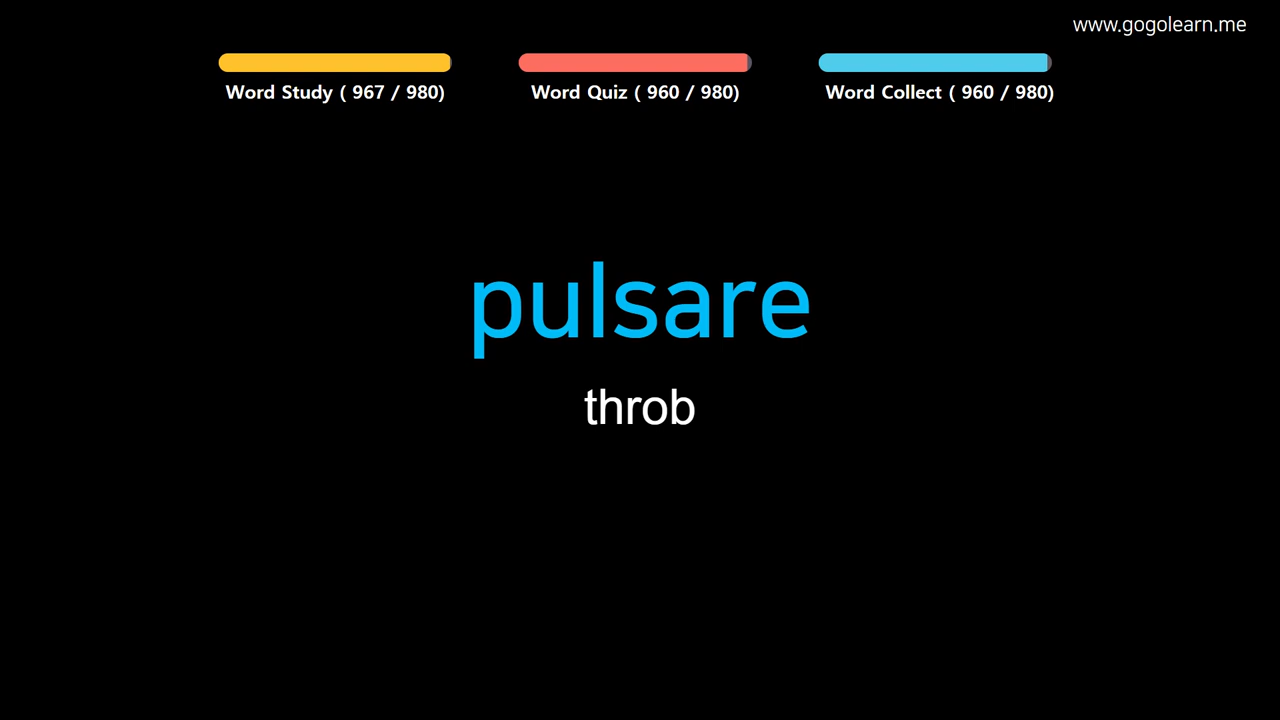 www.gogolearn.me
Word Study ( 967 / 980)
Word Quiz ( 960 / 980)
Word Collect ( 960 / 980)
pulsare
throb